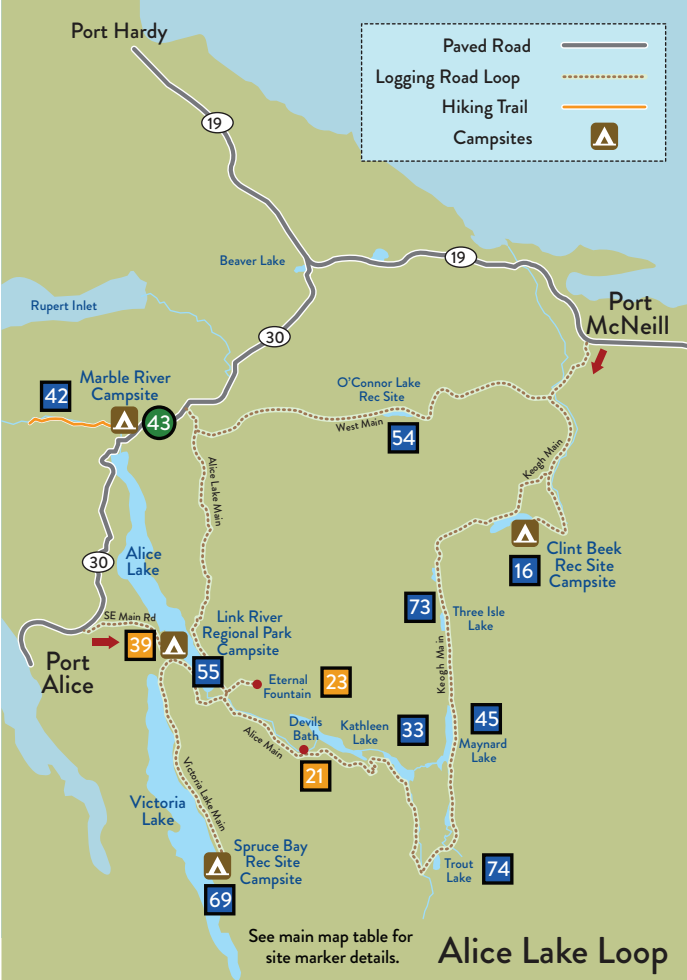 Port Hardy
Paved Road
Logging Road Loop
Hiking Trail
Campsites
19
Beaver Lake
19
Rupert Inlet
Port
McNeill
30
42
Marble River
Campsite
43
O'Connor Lake
Rec Site
West Main
54
Keogh Main
Alice Lake Main
Clint Beek
Rec Site
Campsite
16
30
Alice
Lake
73
Three Isle
Lake
SE Main Rd
39
Link River
Regional Park
Campsite
55
Port
Alice
Keogh Main
Eternal
Fountain
23
Devils
Bath
Kathleen
Lake
33
45
Maynard
Lake
Alice Main
21
Victoria Lake Main
Victoria
Lake
Spruce Bay
Rec Site
Campsite
69
Trout
Lake
74
See main map table for
site marker details.
Alice Lake Loop